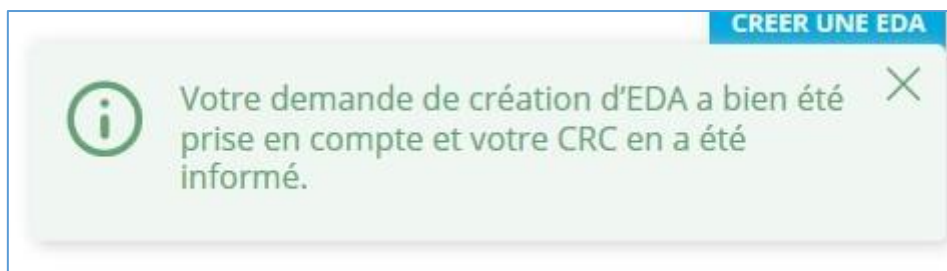 CREER UNE EDA
Votre demande de création d'EDA a bien été
prise en compte et votre CRC en a été
informé.